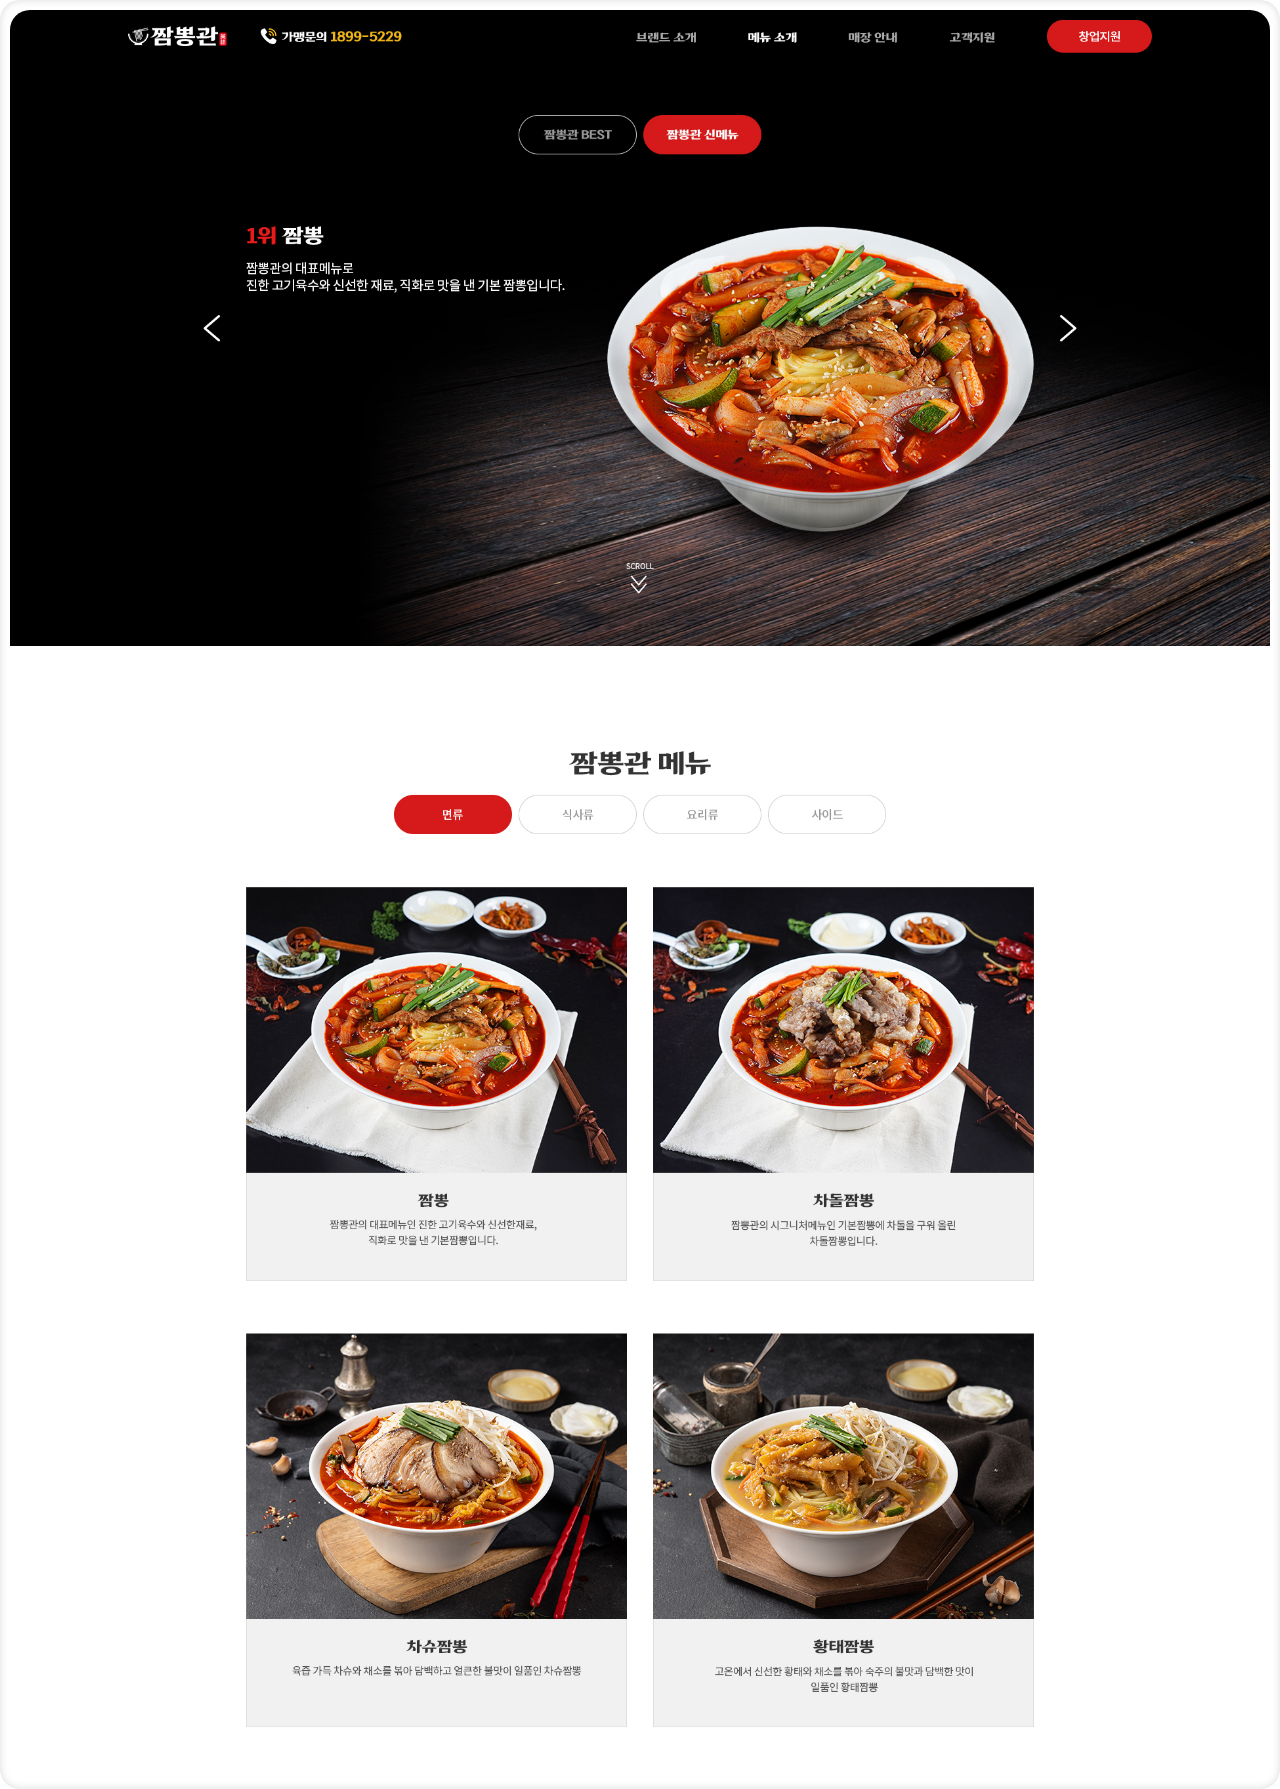 짬뽕관
가맹문의 1899-5229
브랜드 소개
메뉴 소개
매장 안내
고객지원
창업지원
짬뽕관 BEST
짬뽕관 신메뉴
1위 짬뽕
짬뽕관의 대표메뉴로
진한 고기육수와 신선한 재료, 직화로 맛을 낸 기본 짬뽕입니다.
SCROLL
짬뽕관 메뉴
면류
식사류
요리류
사이드
짬뽕
짬뽕관의 대표메뉴인 진한 고기육수와 신선한재료,
직화로 맛을 낸 기본짬뽕입니다.
차돌짬뽕
짬뽕관의 시그니처메뉴인 기본짬뽕에 차돌을 구워 올린
차돌짬뽕입니다.
차슈짬뽕
육즙 가득 차슈와 채소를 볶아 담백하고 얼큰한 불맛이 일품인 차슈짬뽕
황태짬뽕
고온에서 신선한 황태와 채소를 볶아 숙주의 불맛과 담백한 맛이
일품인 황태짬뽕